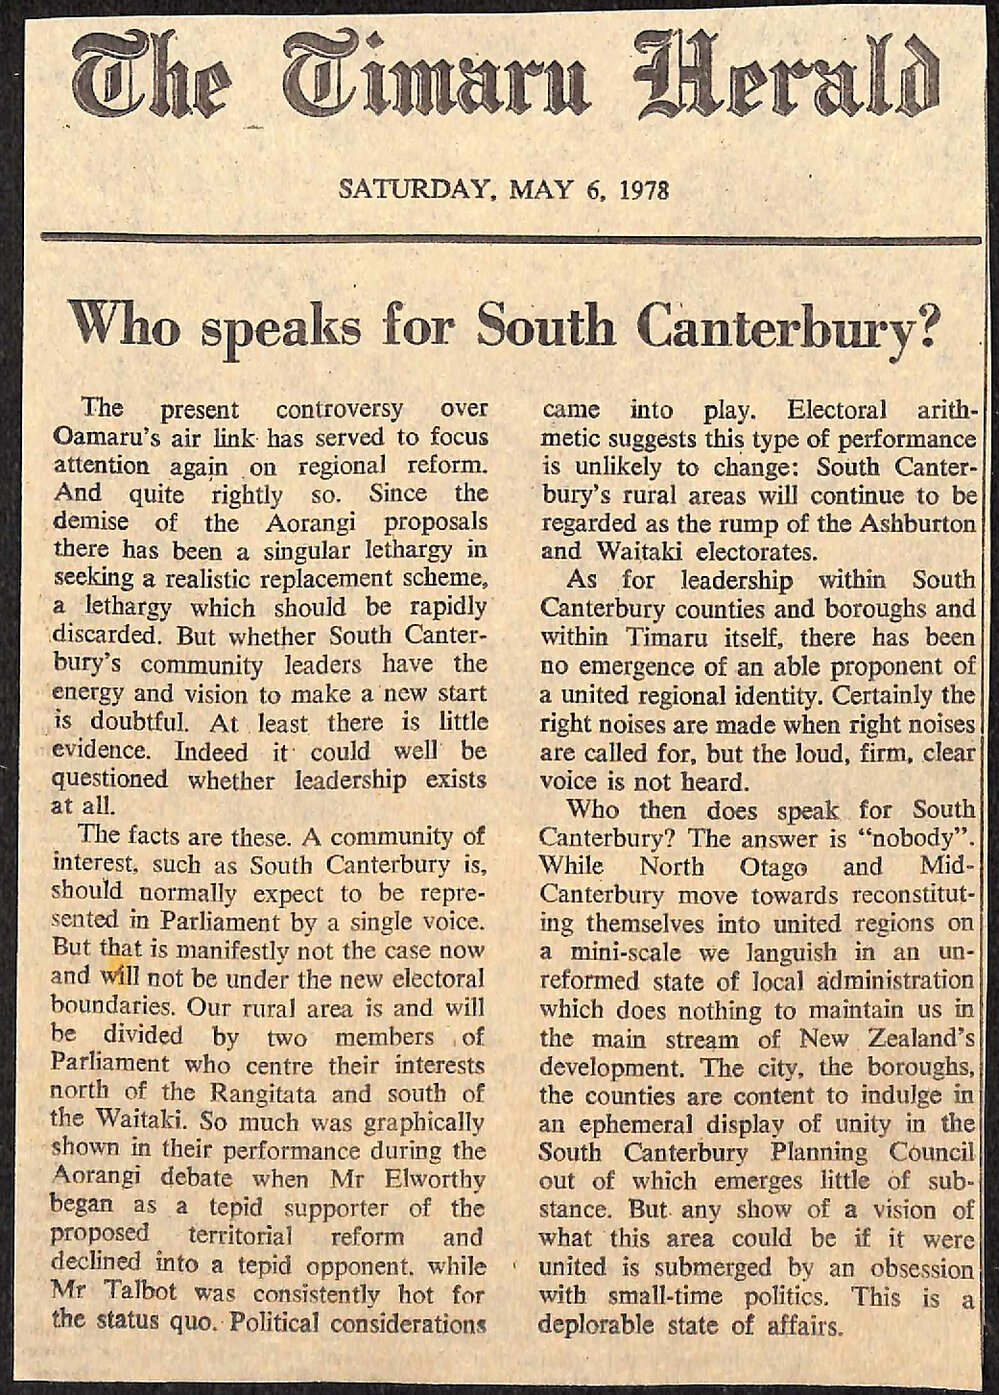 The Timaru Herald
SATURDAY, MAY 6, 1978
Who speaks for South Canterbury?
The present controversy over
Oamaru's air link has served to focus
attention again on regional reform.
And quite rightly so. Since the
demise of the Aorangi proposals
there has been a singular lethargy in
seeking a realistic replacement scheme,
a lethargy which should be rapidly
discarded. But whether South Canter-
bury's community leaders have the
energy and vision to make a new start
is doubtful. At least there is little
evidence. Indeed it could well be
questioned whether leadership exists
at all.
The facts are these. A community of
interest, such as South Canterbury is,
should normally expect to be repre-
sented in Parliament by a single voice.
But that is manifestly not the case now
and will not be under the new electoral
boundaries. Our rural area is and will
be divided by two members of
Parliament who centre their interests
north of the Rangitata and south of
the Waitaki. So much was graphically
shown in their performance during the
Aorangi debate when Mr Elworthy
began as a tepid supporter of the
proposed territorial reform and
declined into a tepid opponent, while
Mr Talbot was consistently hot for
the status quo. Political considerations
came into play. Electoral arith-
metic suggests this type of performance
is unlikely to change: South Canter-
bury's rural areas will continue to be
regarded as the rump of the Ashburton
and Waitaki electorates.
As for leadership within South
Canterbury counties and boroughs and
within Timaru itself, there has been
no emergence of an able proponent of
a united regional identity. Certainly the
right noises are made when right noises
are called for, but the loud, firm, clear
voice is not heard.
Who then does speak for South
Canterbury? The answer is "nobody".
While North Otago and Mid-
Canterbury move towards reconstitut-
ing themselves into united regions on
a mini-scale we languish in an un-
reformed state of local administration
which does nothing to maintain us in
the main stream of New Zealand's
development. The city, the boroughs,
the counties are content to indulge in
an ephemeral display of unity in the
South Canterbury Planning Council
out of which emerges little of sub-
stance. But any show of a vision of
what this area could be if it were
united is submerged by an obsession
with small-time politics. This is a
deplorable state of affairs.